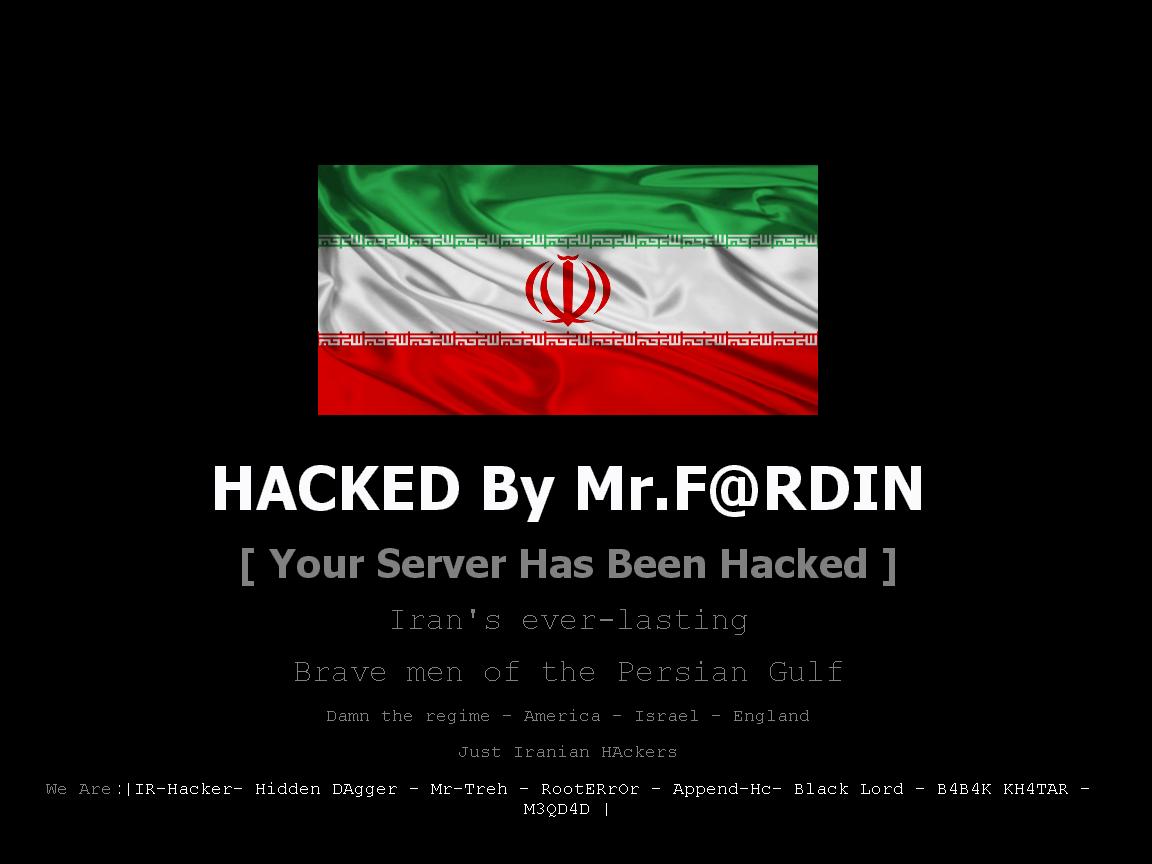 HACKED By Mr.F@RDIN
[ Your Server Has Been Hacked ]
Iran's ever-lasting
Brave men of the Persian Gulf
Damn the regime - America - Israel - England
Just Iranian HAckers
We Are:|IR-Hacker- Hidden DAgger - Mr-Treh - RootERrOr - Append-Hc- Black Lord - B4B4K KH4TAR -
M3QD4D |